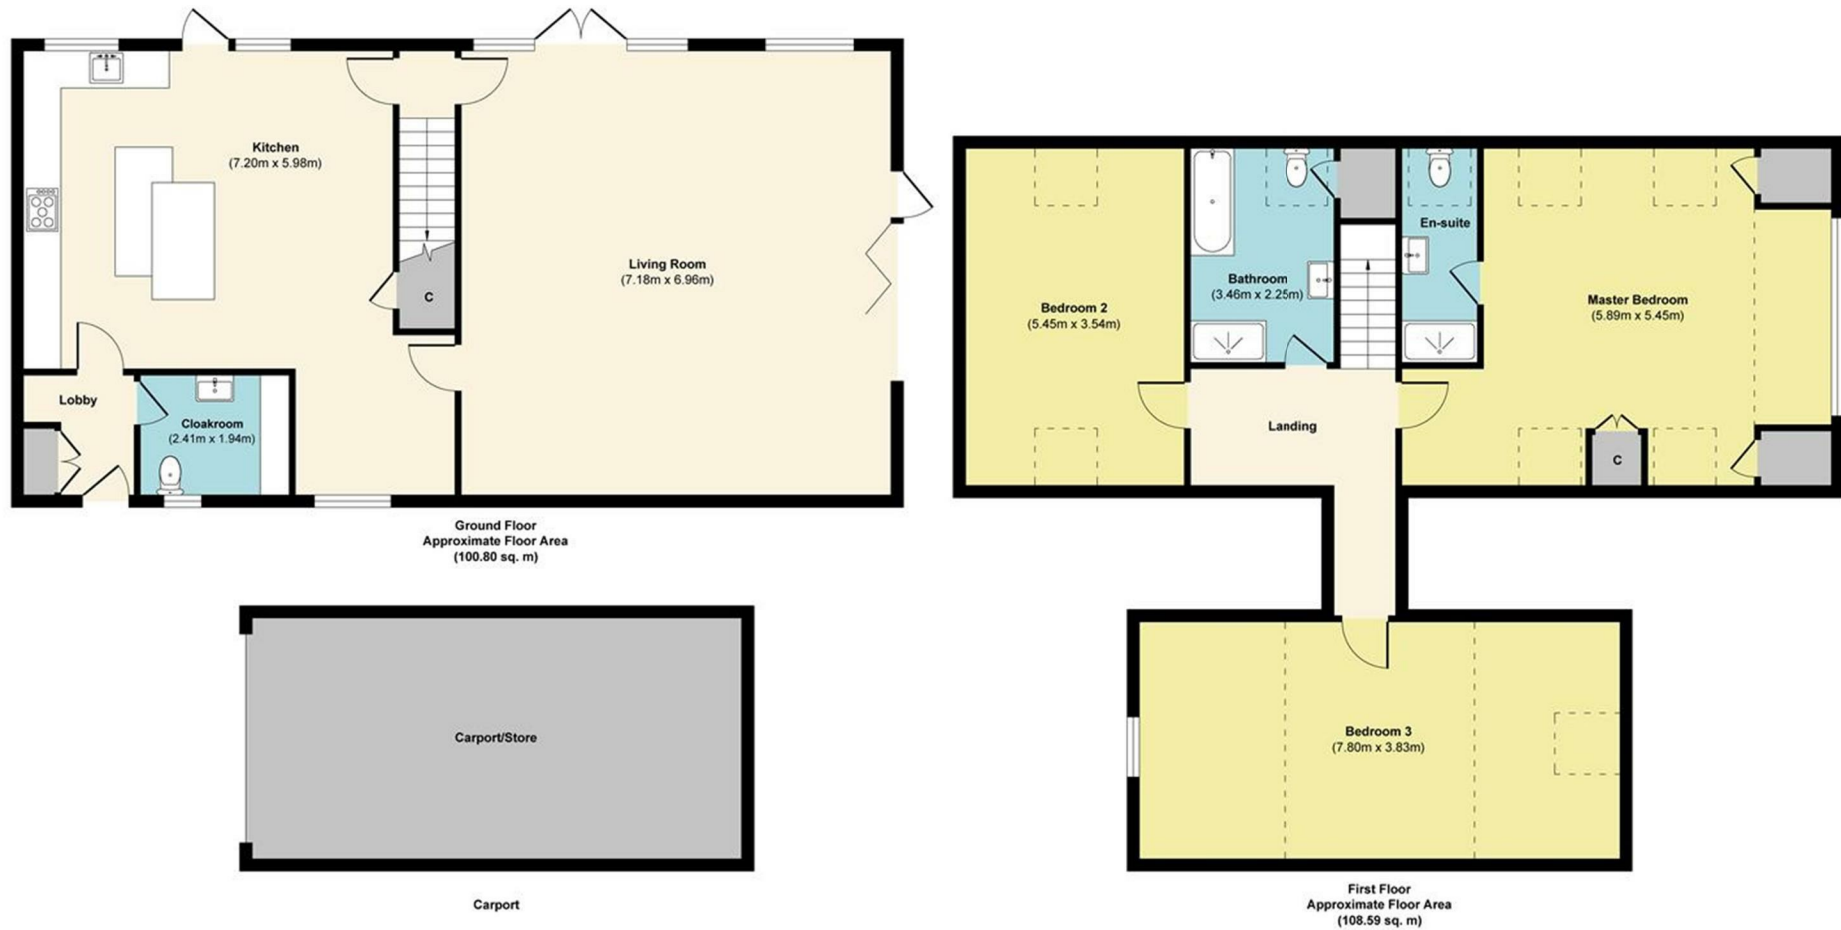 Kitchen
(7.20m x 5.98m)
Living Room
(7.18m x 6.96m)
C
Lobby
Cloakroom
(2.41m x 1.94m)
Ground Floor
Approximate Floor Area
(100.80 sq. m)
Carport/Store
Carport
En-suite
Bathroom
(3.46m x 2.25m)
Bedroom 2
(5.45m x 3.54m)
Master Bedroom
(5.89m x 5.45m)
Landing
C
Bedroom 3
(7.80m x 3.83m)
First Floor
Approximate Floor Area
(108.59 sq. m)